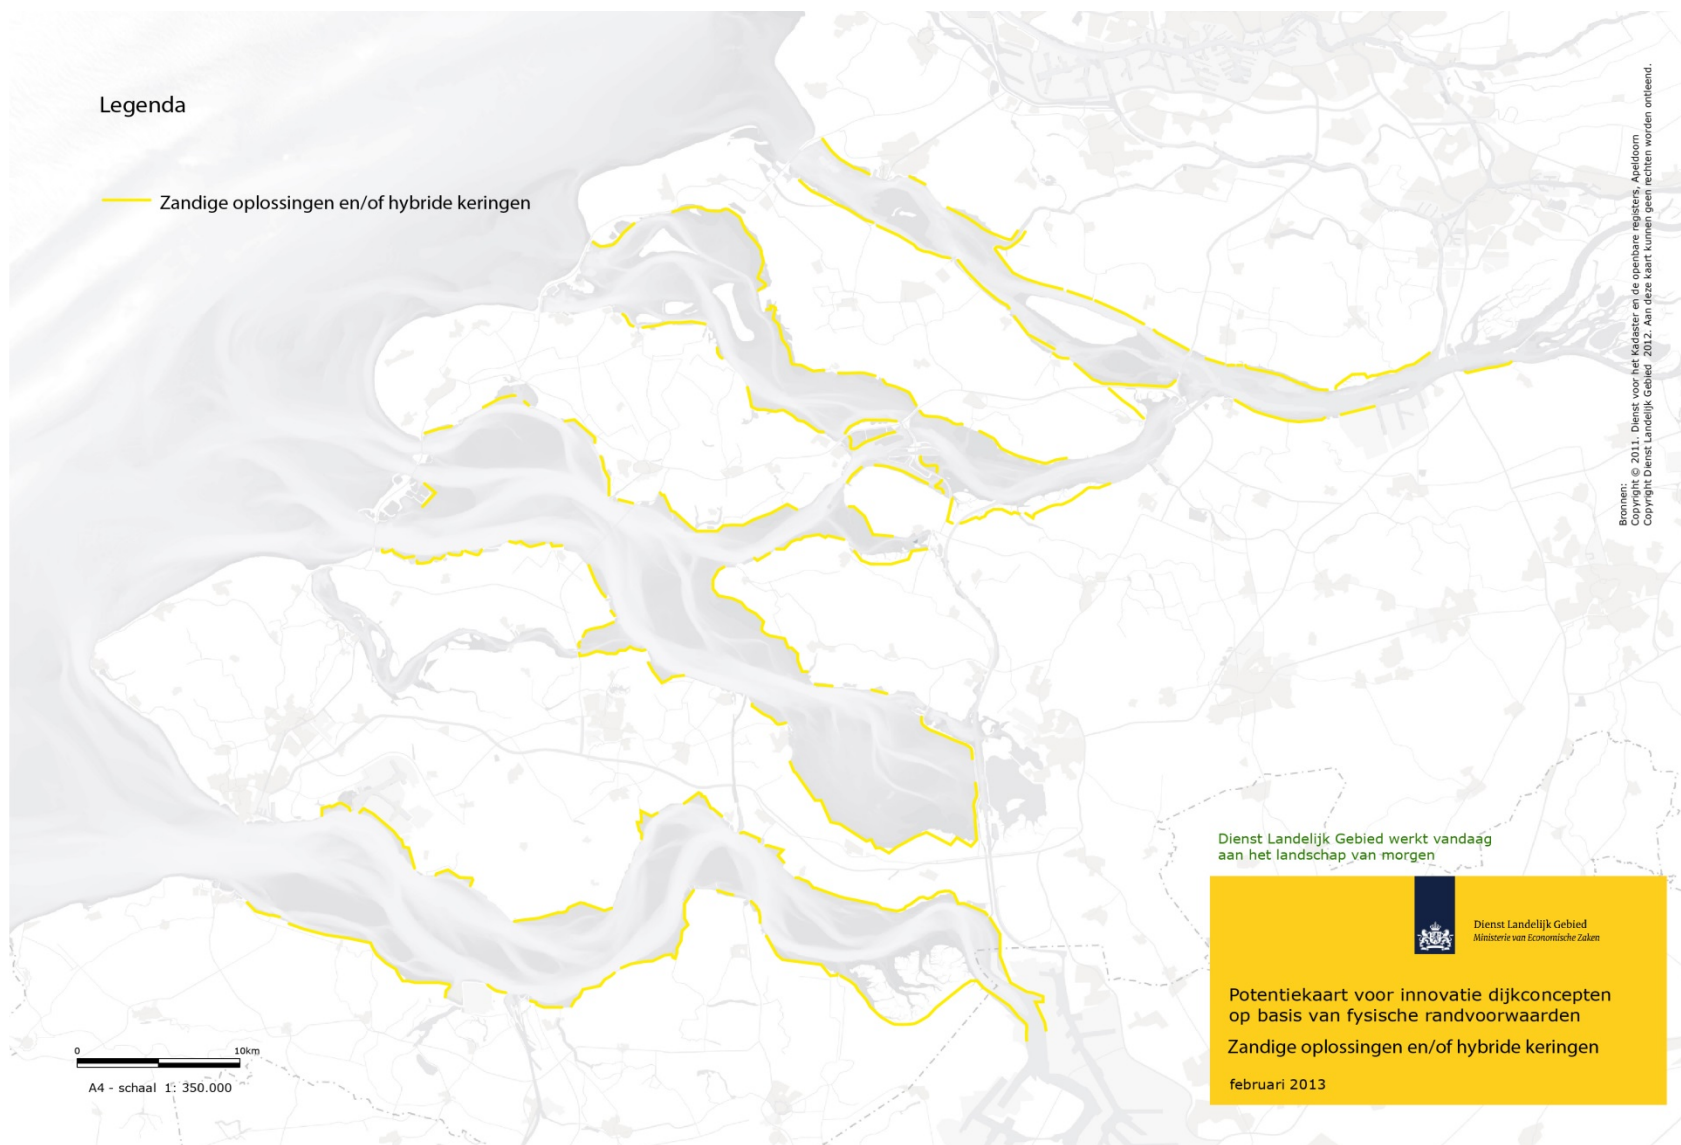 Legenda
Zandige oplossingen en/of hybride keringen
Bronnen:
Copyright © 2011. Dienst voor het Kadaster en de openbare registers, Apeldoorn
Copyright Dienst Landelijk Gebied 2012. Aan deze kaart kunnen geen rechten worden ontleend.
Dienst Landelijk Gebied werkt vandaag
aan het landschap van morgen
Dienst Landelijk Gebied
Ministerie van Economische Zaken
Potentiekaart voor innovatie dijkconcepten
op basis van fysische randvoorwaarden
Zandige oplossingen en/of hybride keringen
februari 2013
0 10km
A4 - schaal 1: 350.000